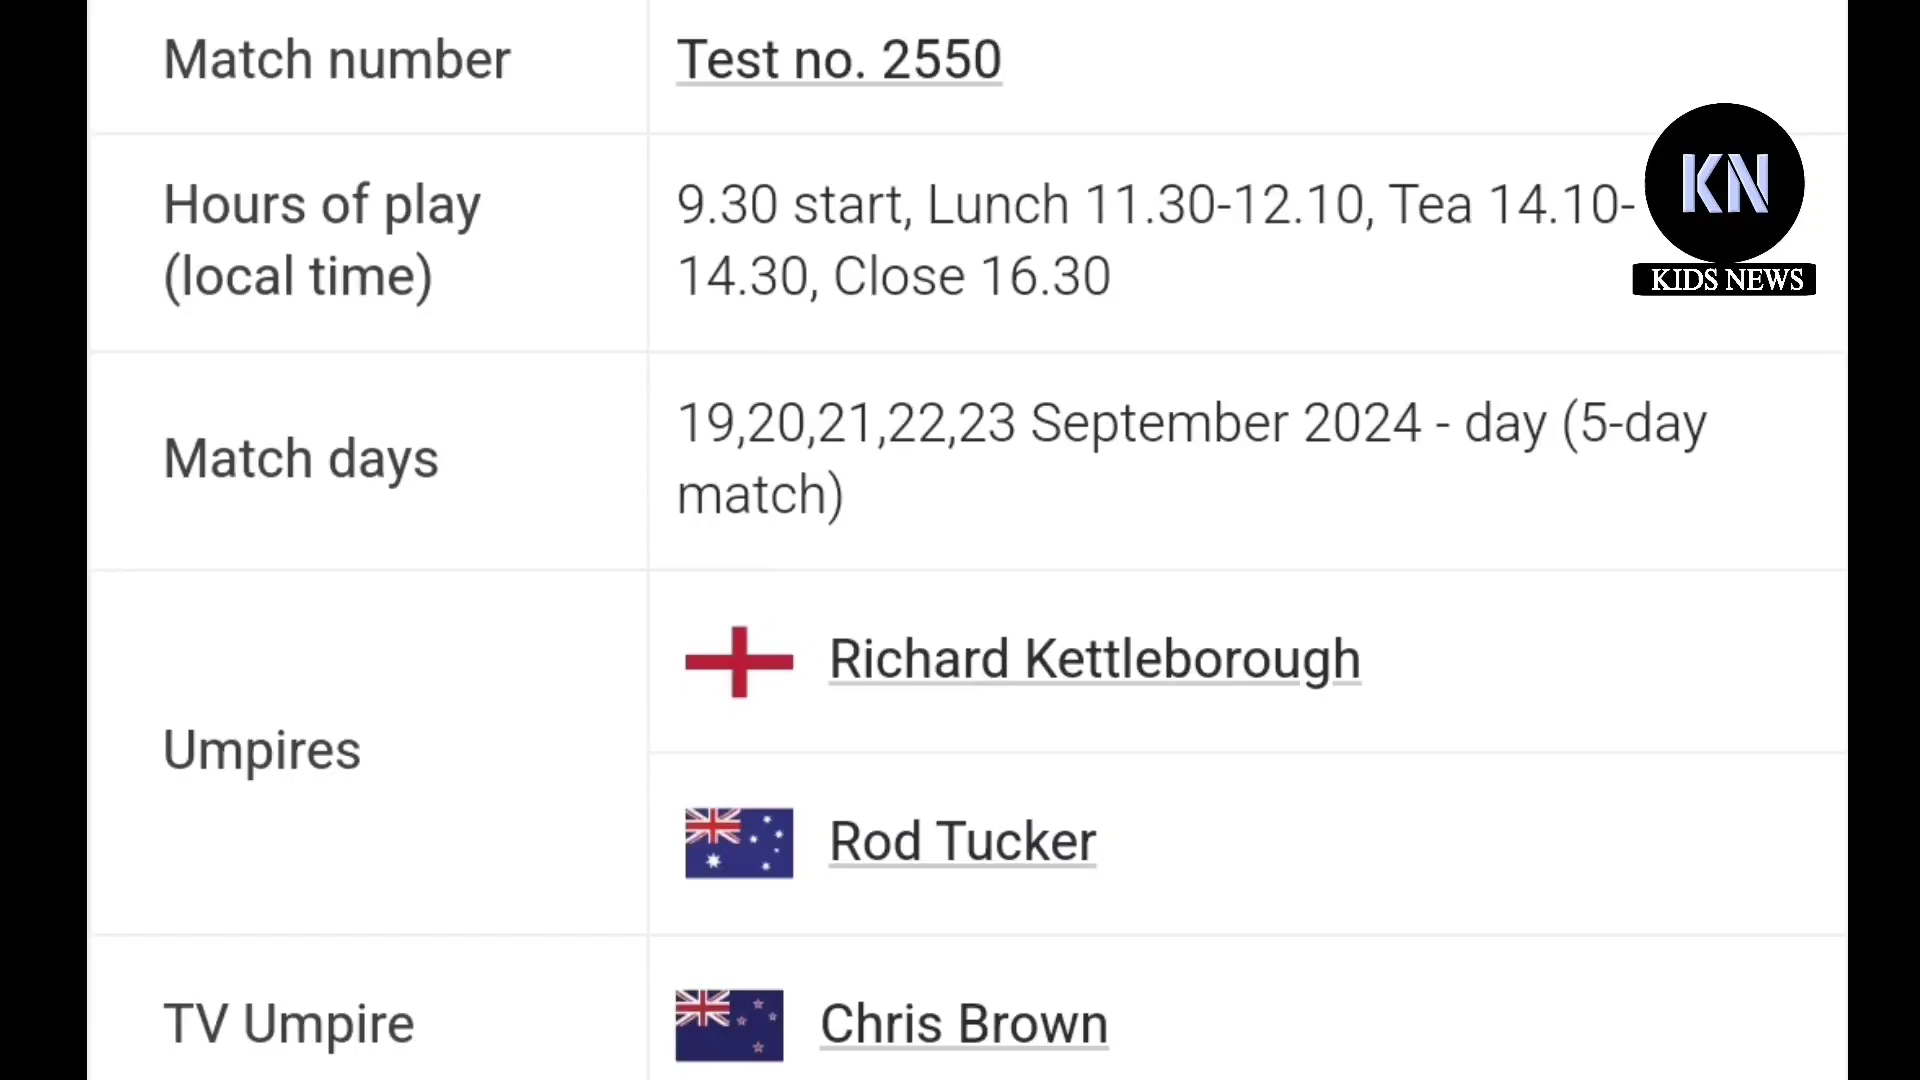 Match number
Test no. 2550
Hours of play
(local time)
9.30 start, Lunch 11.30-12.10, Tea 14.10-
14.30, Close 16.30
KN
KIDS NEWS
Match days
19,20,21,22,23 September 2024 - day (5-day
match)
Umpires
Richard Kettleborough
Rod Tucker
TV Umpire
Chris Brown